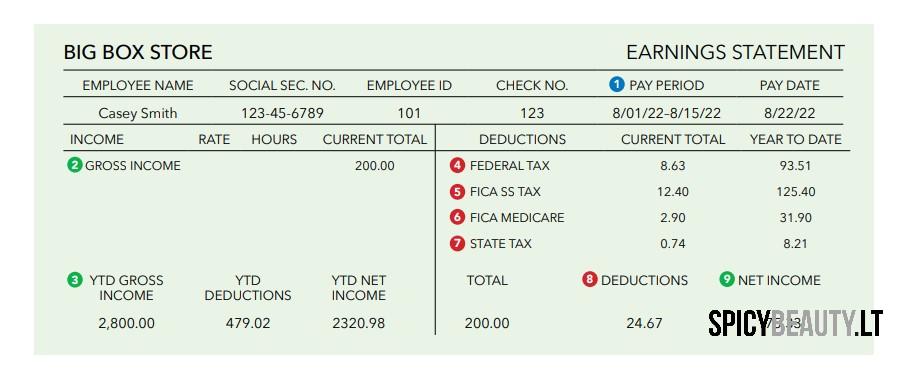 BIG BOX STORE EARNINGS STATEMENT
EMPLOYEE NAME SOCIAL SEC. NO. EMPLOYEE ID CHECK NO. 1 PAY PERIOD PAY DATE
Casey Smith 123-45-6789 101 123 8/01/22–8/15/22 8/22/22
INCOME RATE HOURS CURRENT TOTAL DEDUCTIONS CURRENT TOTAL YEAR TO DATE
2 GROSS INCOME 200.00 4 FEDERAL TAX 8.63 93.51
5 FICA SS TAX 12.40 125.40
6 FICA MEDICARE 2.90 31.90
7 STATE TAX 0.74 8.21
3 YTD GROSS YTD YTD NET TOTAL 8 DEDUCTIONS 9 NET INCOME
INCOME DEDUCTIONS INCOME
2,800.00 479.02 2320.98 200.00 24.67
SPICYBEAUTY.LT